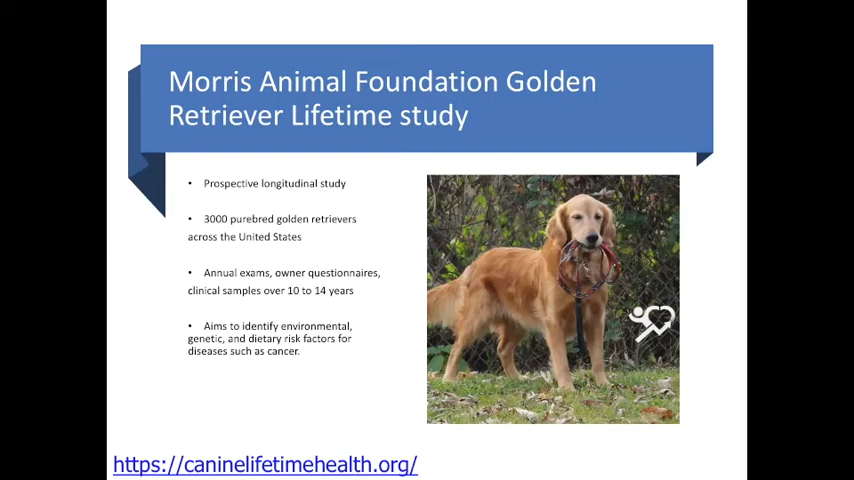 Morris Animal Foundation Golden
Retriever Lifetime study
• Prospective longitudinal study
• 3000 purebred golden retrievers
across the United States
• Annual exams, owner questionnaires,
clinical samples over 10 to 14 years
• Aims to identify environmental,
genetic, and dietary risk factors for
diseases such as cancer.
https://caninelifetimehealth.org/